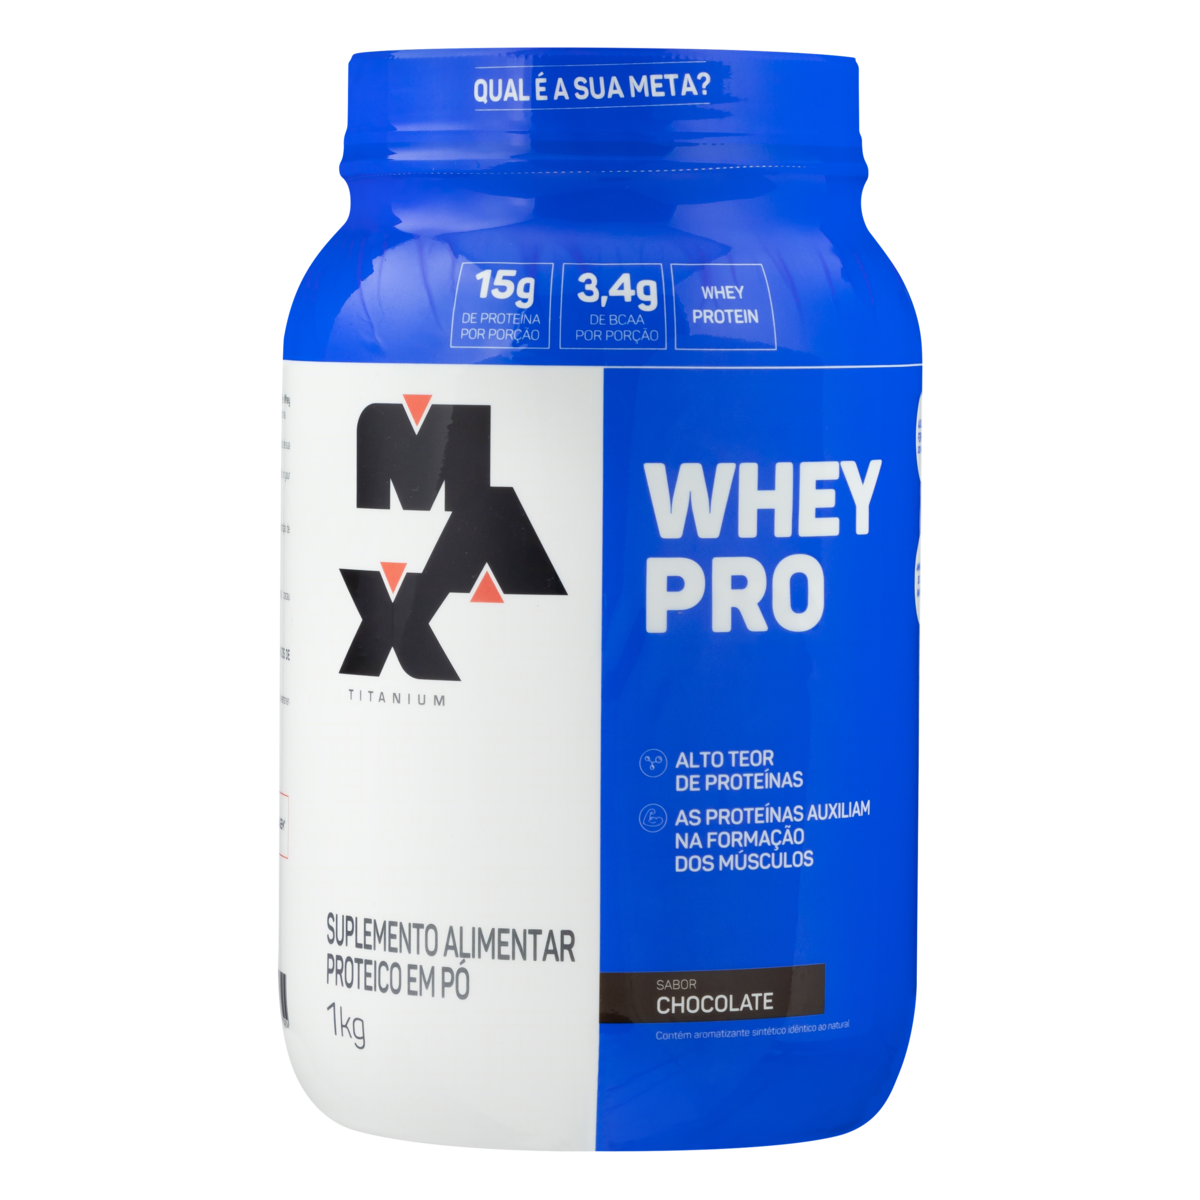 QUAL É A SUA META?
15g
DE PROTEÍNA
POR PORÇÃO
3,4g
DE BCAA
POR PORÇÃO
WHEY
PROTEIN
MAX
TITANIUM
WHEY
PRO
ALTO TEOR
DE PROTEÍNAS
AS PROTEÍNAS AUXILIAM
NA FORMAÇÃO
DOS MÚSCULOS
SUPLEMENTO ALIMENTAR
PROTEICO EM PÓ
1kg
SABOR
CHOCOLATE
Contém aromatizante sintético idêntico ao natural